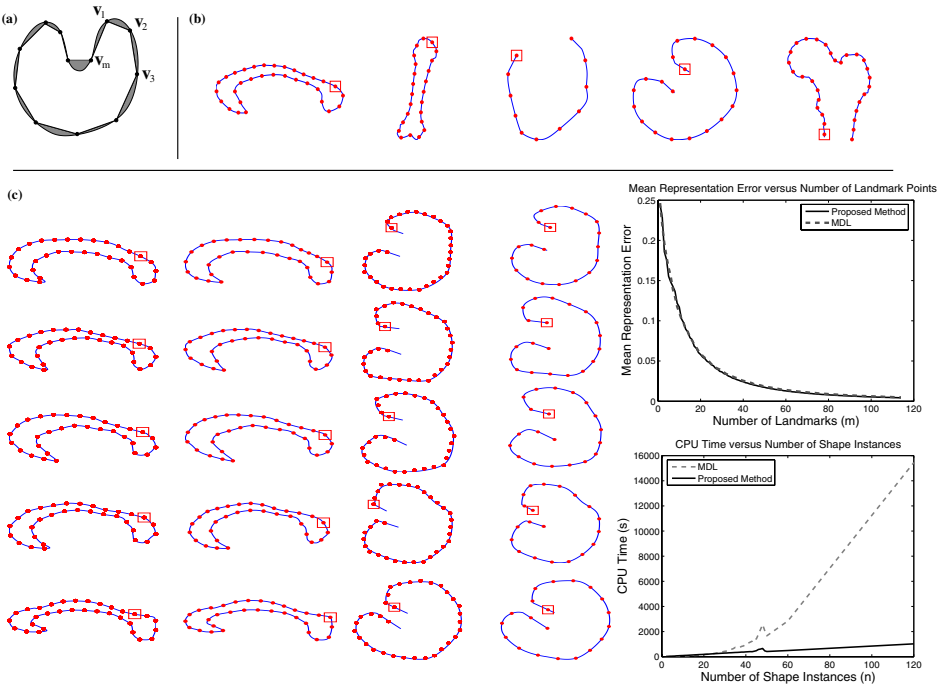 (a)
v1
v2
vm
v3
(b)
(c)
Mean Representation Error versus Number of Landmark Points
Proposed Method
MDL
Mean Representation Error
0.25
0.2
0.15
0.1
0.05
0
0 20 40 60 80 100 120
Number of Landmarks (m)
CPU Time versus Number of Shape Instances
MDL
Proposed Method
CPU Time (s)
16000
14000
12000
10000
8000
6000
4000
2000
0
0 20 40 60 80 100 120
Number of Shape Instances (n)